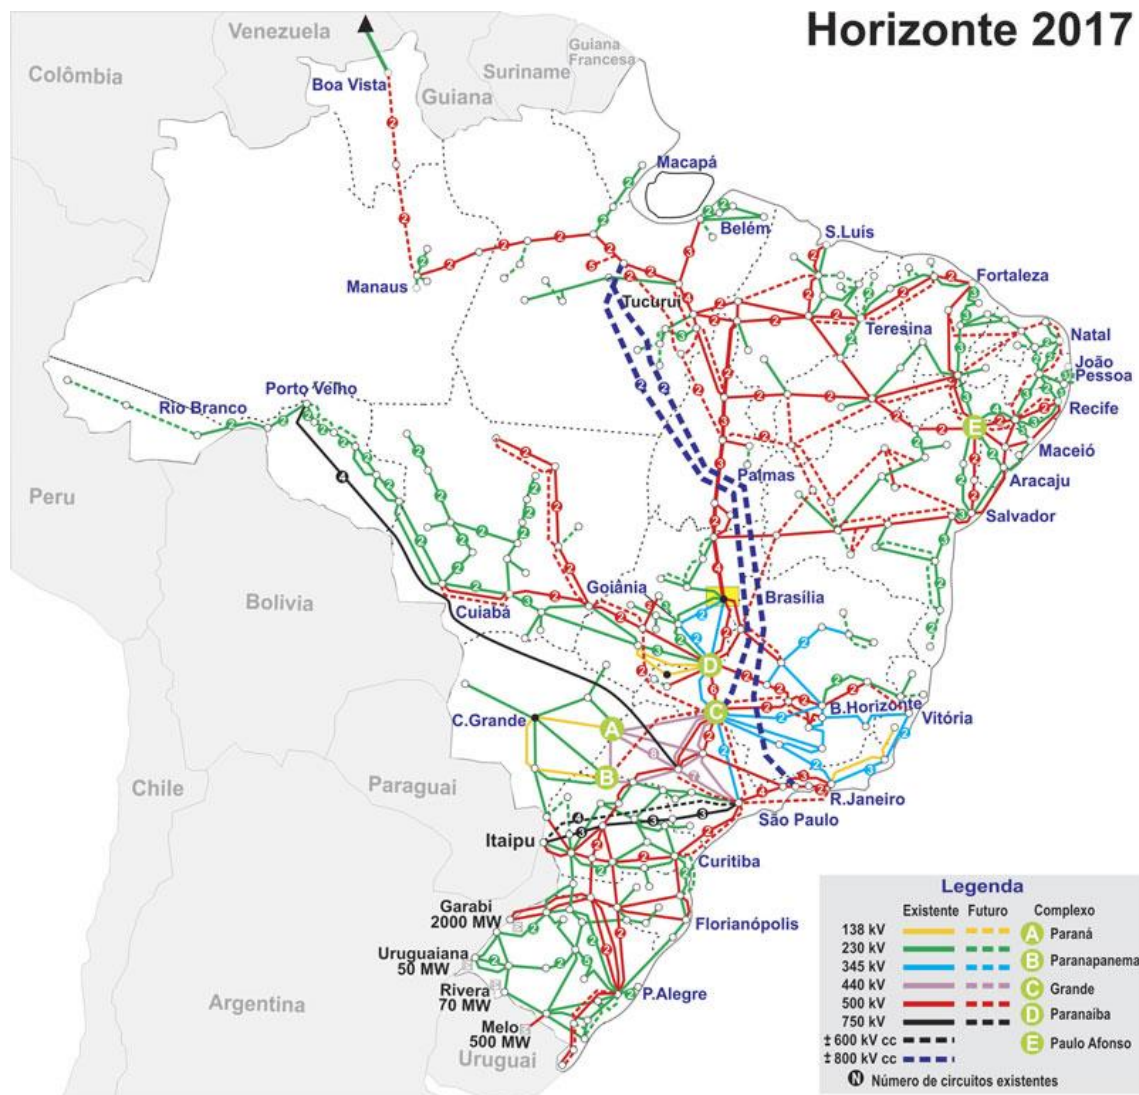 Horizonte 2017
Venezuela
Guiana
Francesa
Colômbia
Suriname
Boa Vista
Guiana
Macapá
Belém
S.Luís
Fortaleza
Manaus
Tucuruí
Teresina
Natal
João
Pessoa
Porto Velho
Rio Branco
Recife
E
Maceió
Palmas
Aracaju
Peru
Salvador
Goiânia
Brasília
Bolivia
Cuiabá
D
C
B.Horizonte
Vitória
C.Grande
A
B
Chile
Paraguai
R.Janeiro
São Paulo
Itaipu
Curitiba
Garabi
2000 MW
Florianópolis
Uruguaiana
50 MW
Rivera
70 MW
P.Alegre
Argentina
Melo
500 MW
Uruguai
Legenda
Existente Futuro Complexo
138 kV A Paraná
230 kV
345 kV B Paranapanema
440 kV C Grande
500 kV
750 kV D Paranaíba
± 600 kV cc
± 800 kV cc E Paulo Afonso
N Número de circuitos existentes